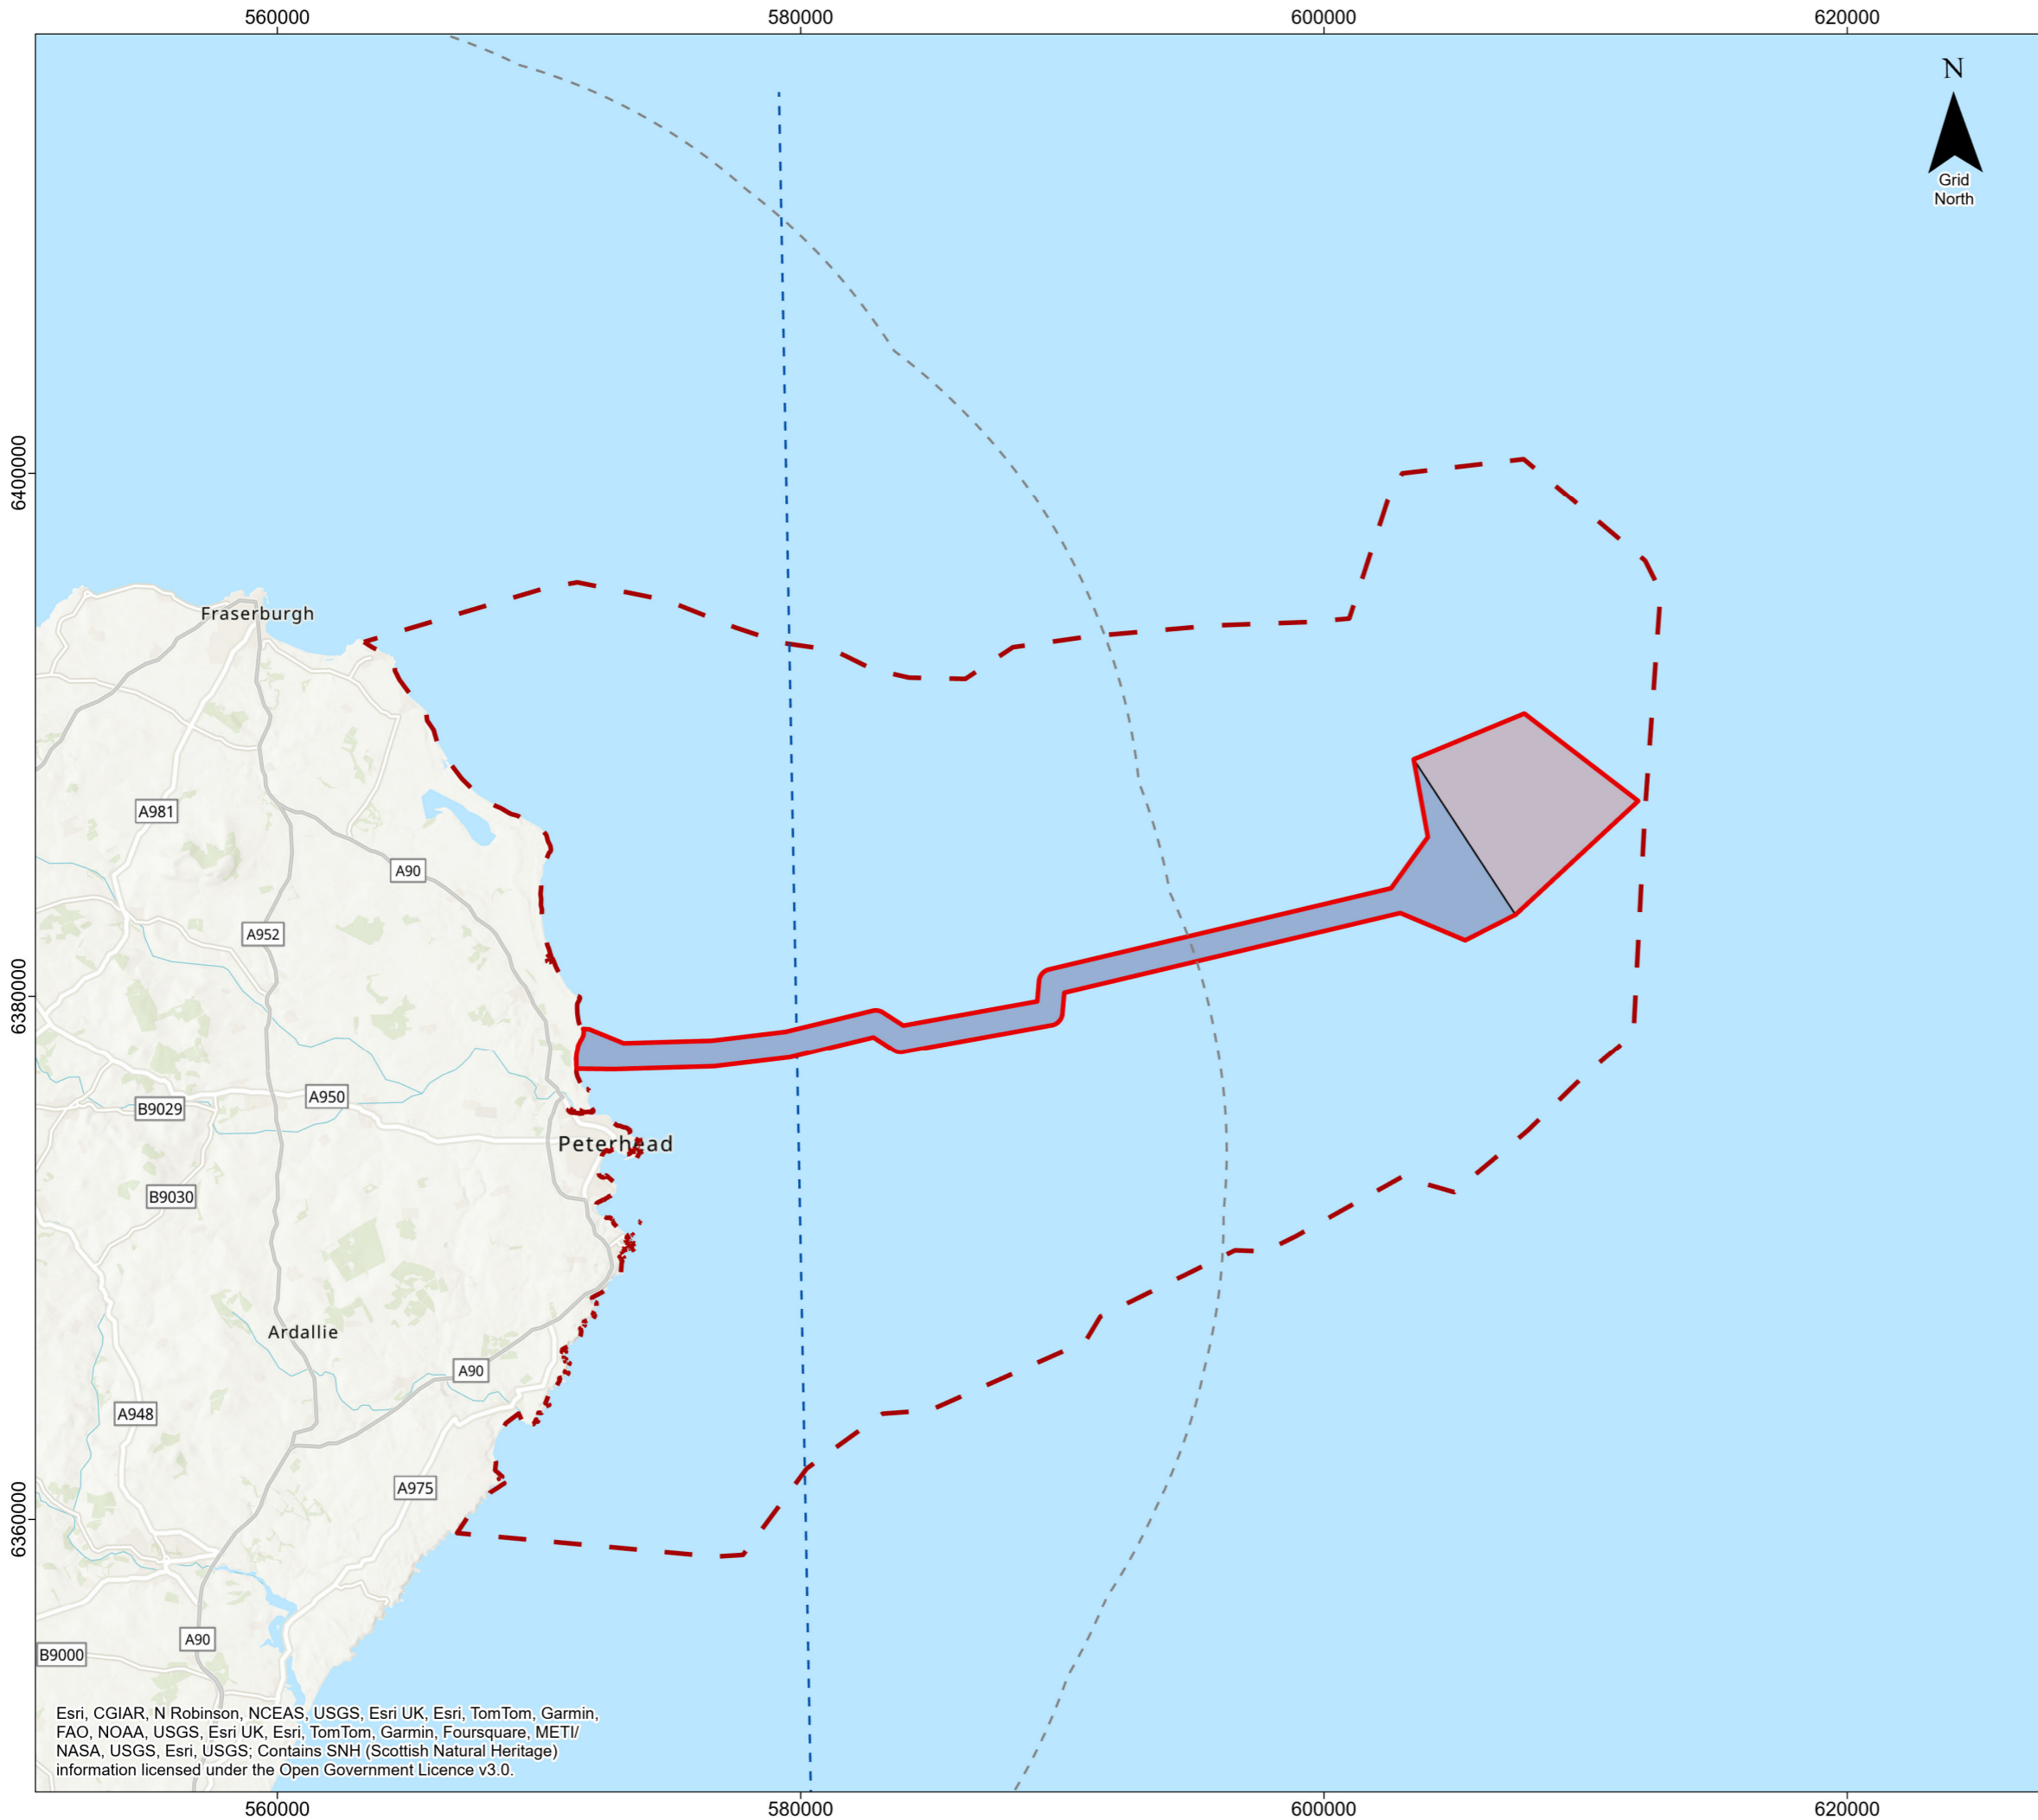 560000
580000
600000
620000
N
Grid
North
6400000
Fraserburgh
A981
A90
A952
6380000
A950
B9029
Peterhead
B9030
Ardallie
A90
A948
A975
6360000
A90
B9000
Esri, CGIAR, N Robinson, NCEAS, USGS, Esri UK, Esri, TomTom, Garmin,
FAO, NOAA, USGS, Esri UK, Esri, TomTom, Garmin, Foursquare, METI/
NASA, USGS, Esri, USGS; Contains SNH (Scottish Natural Heritage)
information licensed under the Open Government Licence v3.0.
560000
580000
600000
620000